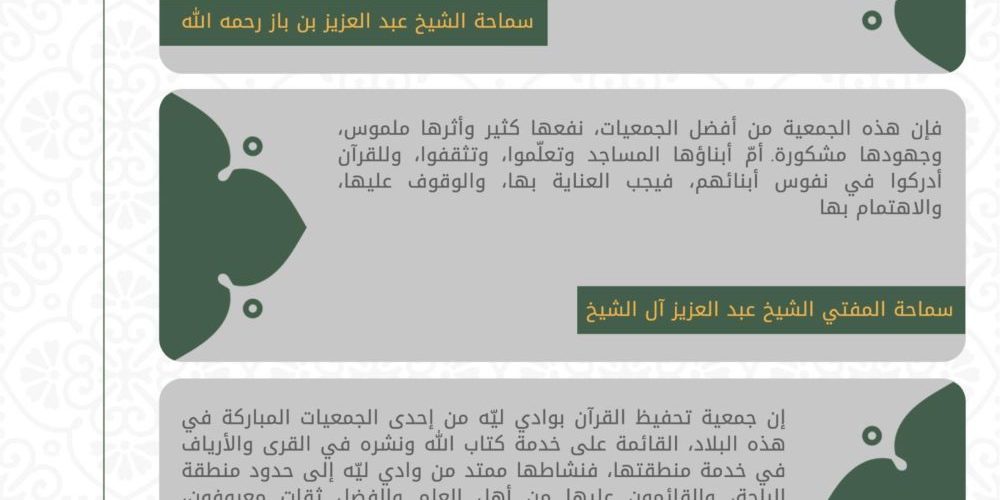 سماحة الشيخ عبد العزيز بن باز رحمه الله
فإن هذه الجمعية من أفضل الجمعيات، نفعها كثير وأثرها ملموس،
وجهودها مشكورة. أمّ أبناؤها المساجد وتعلّموا، وتثقفوا، وللقرآن
أدركوا في نفوس أبنائهم، فيجب العناية بها، والوقوف عليها،
والاهتمام بها
سماحة المفتي الشيخ عبد العزيز آل الشيخ
إن جمعية تحفيظ القرآن بوادي ليّه من إحدى الجمعيات المباركة في
هذه البلاد، القائمة على خدمة كتاب الله ونشره في القرى والأرياف
في خدمة منطقتها، فنشاطها ممتد من وادي ليّه إلى حدود منطقة
الباحة، والقائمون عليها من أهل العلم والفضل ثقات معروفون،